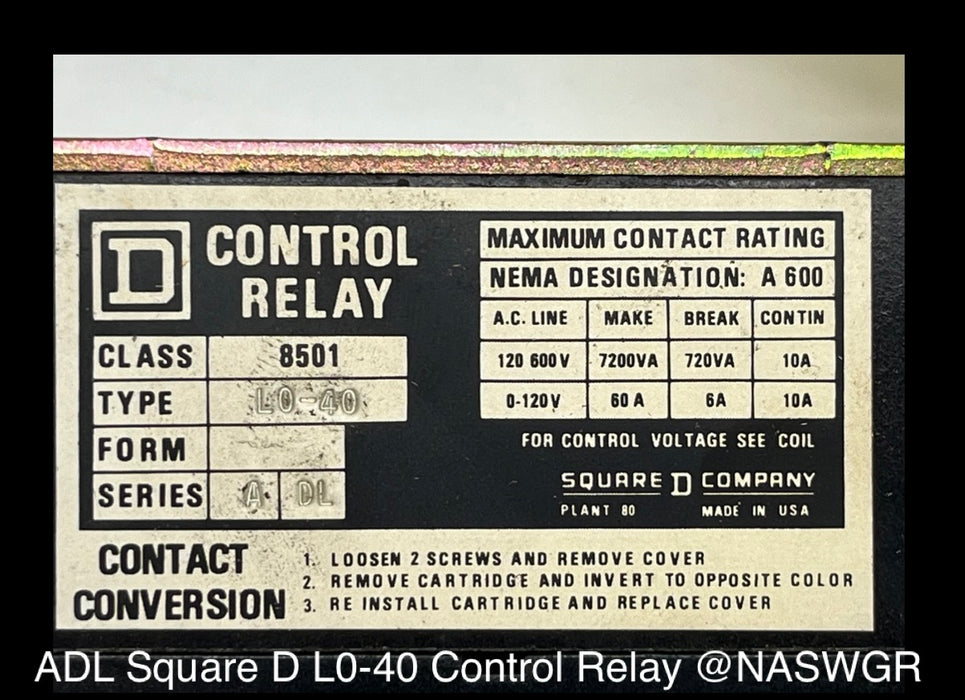 D CONTROL
RELAY
CLASS 8501
TYPE LO-40
FORM
SERIES A DL
MAXIMUM CONTACT RATING
NEMA DESIGNATION: A 600
A.C. LINE MAKE BREAK CONTIN
120 600V 7200VA 720VA 10A
0-120V 60 A 6A 10A
FOR CONTROL VOLTAGE SEE COIL
SQUARE D COMPANY
PLANT 80 MADE IN USA
CONTACT
CONVERSION
1. LOOSEN 2 SCREWS AND REMOVE COVER
2. REMOVE CARTRIDGE AND INVERT TO OPPOSITE COLOR
3. RE INSTALL CARTRIDGE AND REPLACE COVER
ADL Square D L0-40 Control Relay @NASWGR